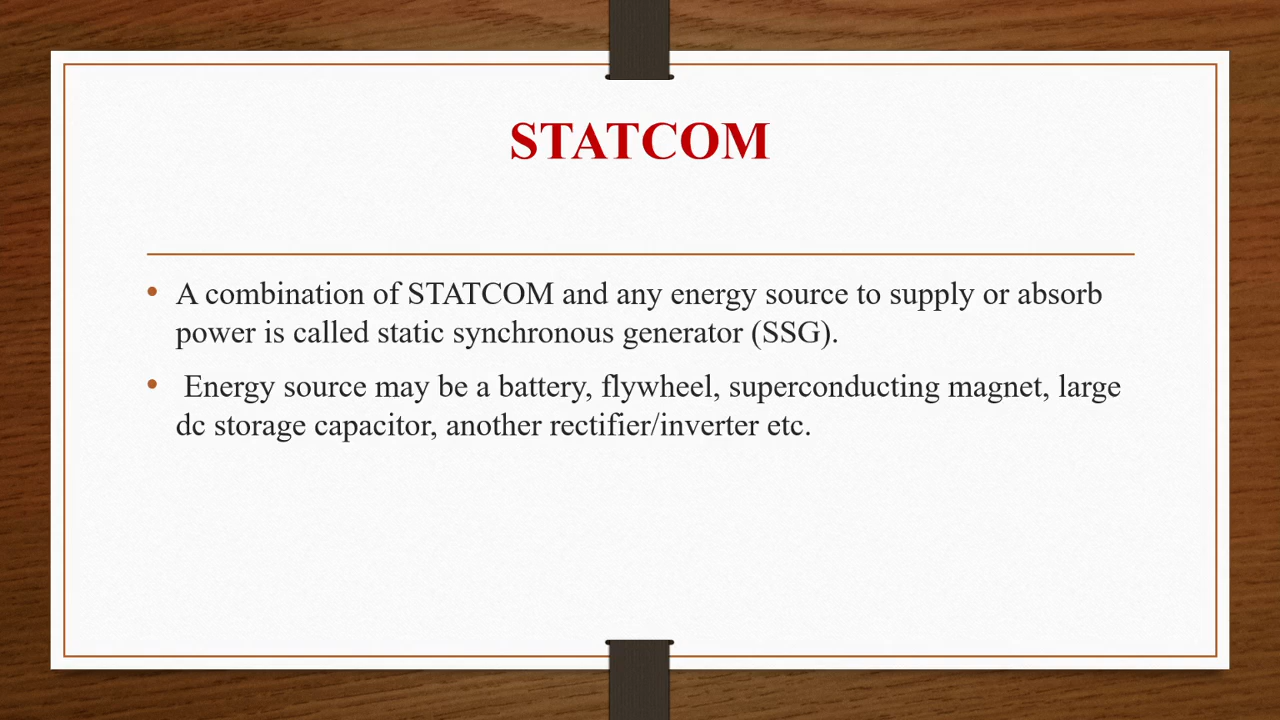 STATCOM
• A combination of STATCOM and any energy source to supply or absorb
power is called static synchronous generator (SSG).
• Energy source may be a battery, flywheel, superconducting magnet, large
dc storage capacitor, another rectifier/inverter etc.